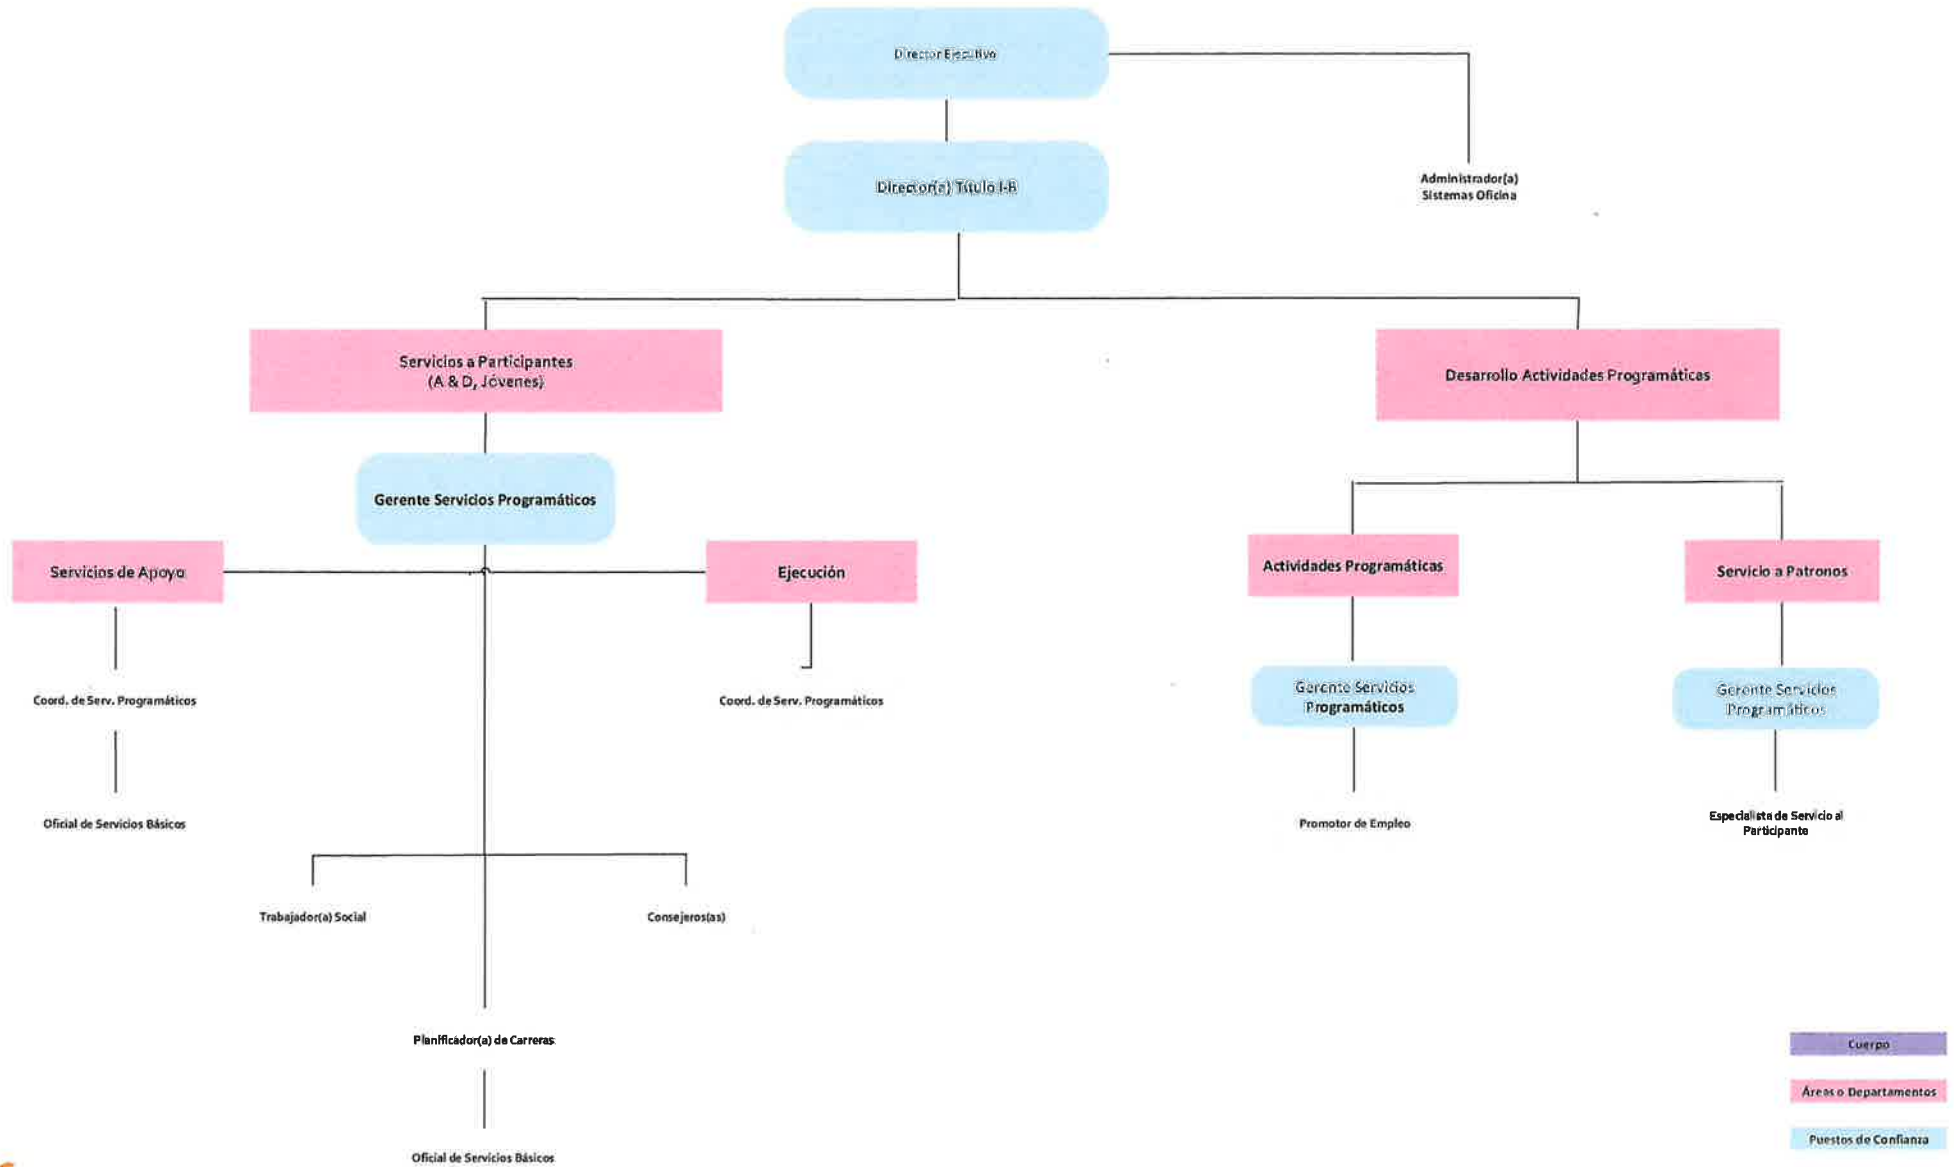 Director Ejecutivo
Director(a) Título I-B
Administrador(a)
Sistemas Oficina
Servicios a Participantes
(A & D, Jóvenes)
Desarrollo Actividades Programáticas
Gerente Servicios Programáticos
Servicios de Apoyo
Ejecución
Actividades Programáticas
Servicio a Patronos
Coord. de Serv. Programáticos
Coord. de Serv. Programáticos
Gerente Servicios
Programáticos
Gerente Servicios
Programáticos
Oficial de Servicios Básicos
Promotor de Empleo
Especialista de Servicio al
Participante
Trabajador(a) Social
Consejeros(as)
Planificador(a) de Carreras
Oficial de Servicios Básicos
Cuerpo
Áreas o Departamentos
Puestos de Confianza